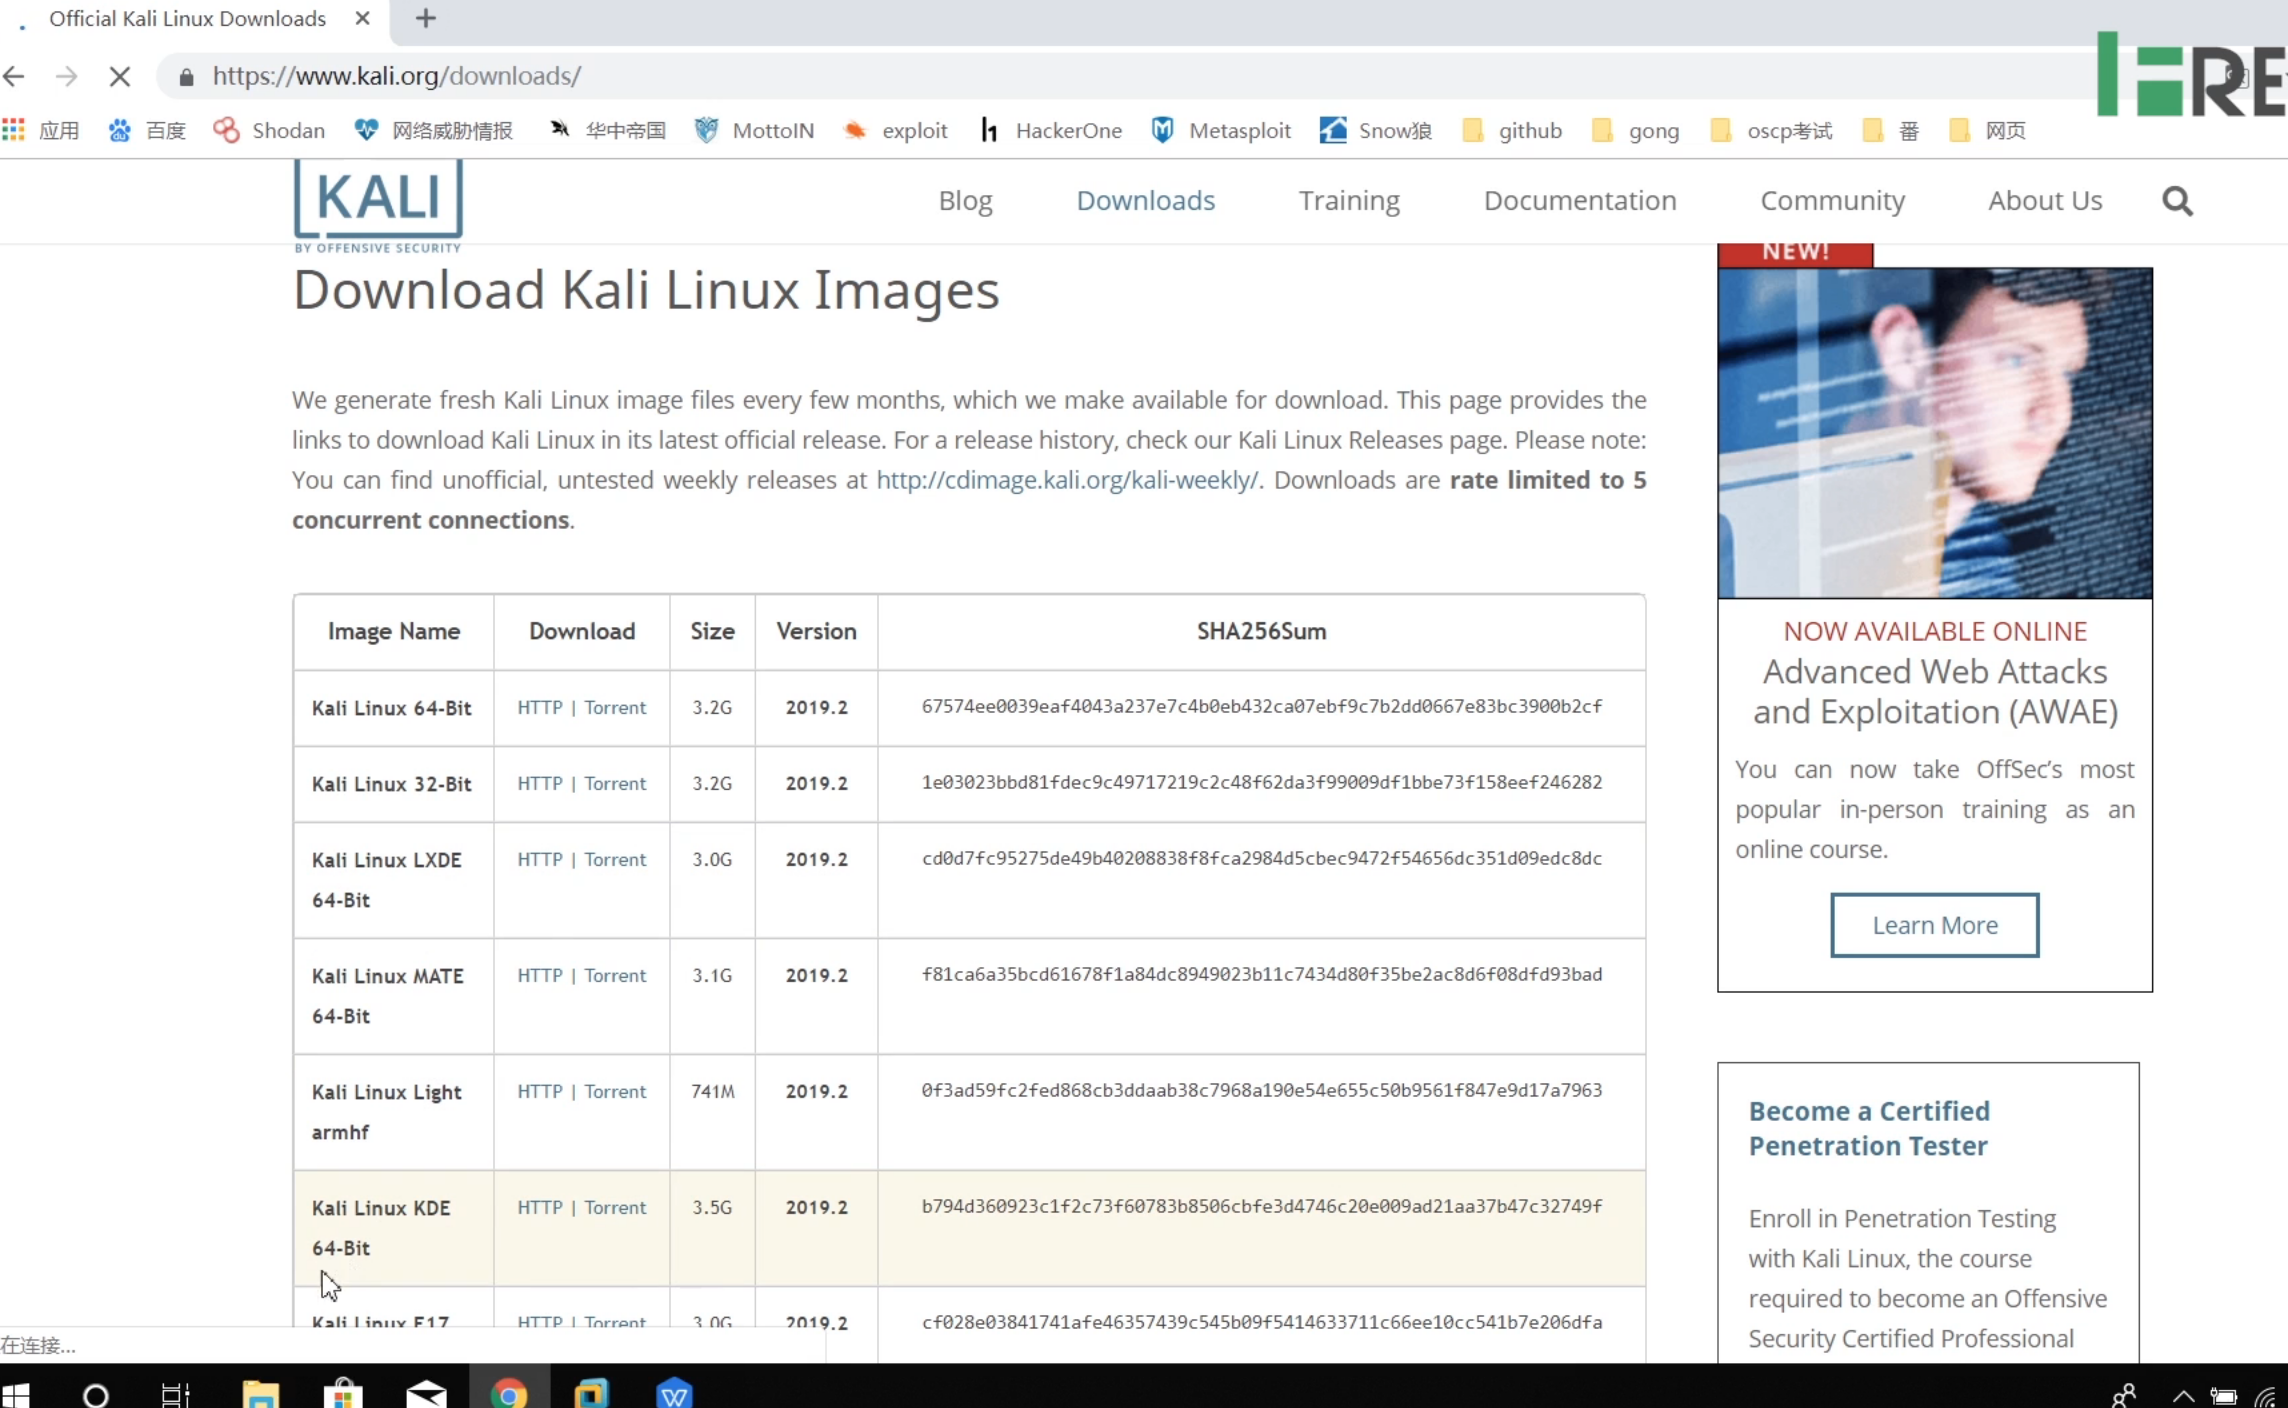 Official Kali Linux Downloads
https://www.kali.org/downloads/
应用 百度 Shodan 网络威胁情报 华中帝国 MottoIN exploit HackerOne Metasploit Snow狼 github gong oscp考试 番 网页
KALI
BY OFFENSIVE SECURITY
Blog Downloads Training Documentation Community About Us
Download Kali Linux Images
We generate fresh Kali Linux image files every few months, which we make available for download. This page provides the
links to download Kali Linux in its latest official release. For a release history, check our Kali Linux Releases page. Please note:
You can find unofficial, untested weekly releases at http://cdimage.kali.org/kali-weekly/. Downloads are rate limited to 5
concurrent connections.
Image Name Download Size Version SHA256Sum
Kali Linux 64-Bit HTTP | Torrent 3.2G 2019.2 67574ee0039eaf4043a237e7c4b0eb432ca07ebf9c7b2dd0667e83bc3900b2cf
Kali Linux 32-Bit HTTP | Torrent 3.2G 2019.2 1e03023bbd81fdec9c49717219c2c48f62da3f99009df1bbe73f158eef246282
Kali Linux LXDE HTTP | Torrent 3.0G 2019.2 cd0d7fc95275de49b40208838f8fca2984d5cbec9472f54656dc351d09edc8dc
64-Bit
Kali Linux MATE HTTP | Torrent 3.1G 2019.2 f81ca6a35bcd61678f1a84dc8949023b11c7434d80f35be2ac8d6f08dfd93bad
64-Bit
Kali Linux Light HTTP | Torrent 741M 2019.2 0f3ad59fc2fed868cb3ddaab38c7968a190e54e655c50b9561f847e9d17a7963
armhf
Kali Linux KDE HTTP | Torrent 3.5G 2019.2 b794d360923c1f2c73f60783b8506cbfe3d4746c20e009ad21aa37b47c32749f
64-Bit
Kali Linux E17 HTTP | Torrent 3.0G 2019.2 cf028e03841741afe46357439c545b09f5414633711c66ee10cc541b7e206dfa
在连接...
NEW!
NOW AVAILABLE ONLINE
Advanced Web Attacks
and Exploitation (AWAE)
You can now take OffSec's most
popular in-person training as an
online course.
Learn More
Become a Certified
Penetration Tester
Enroll in Penetration Testing
with Kali Linux, the course
required to become an Offensive
Security Certified Professional